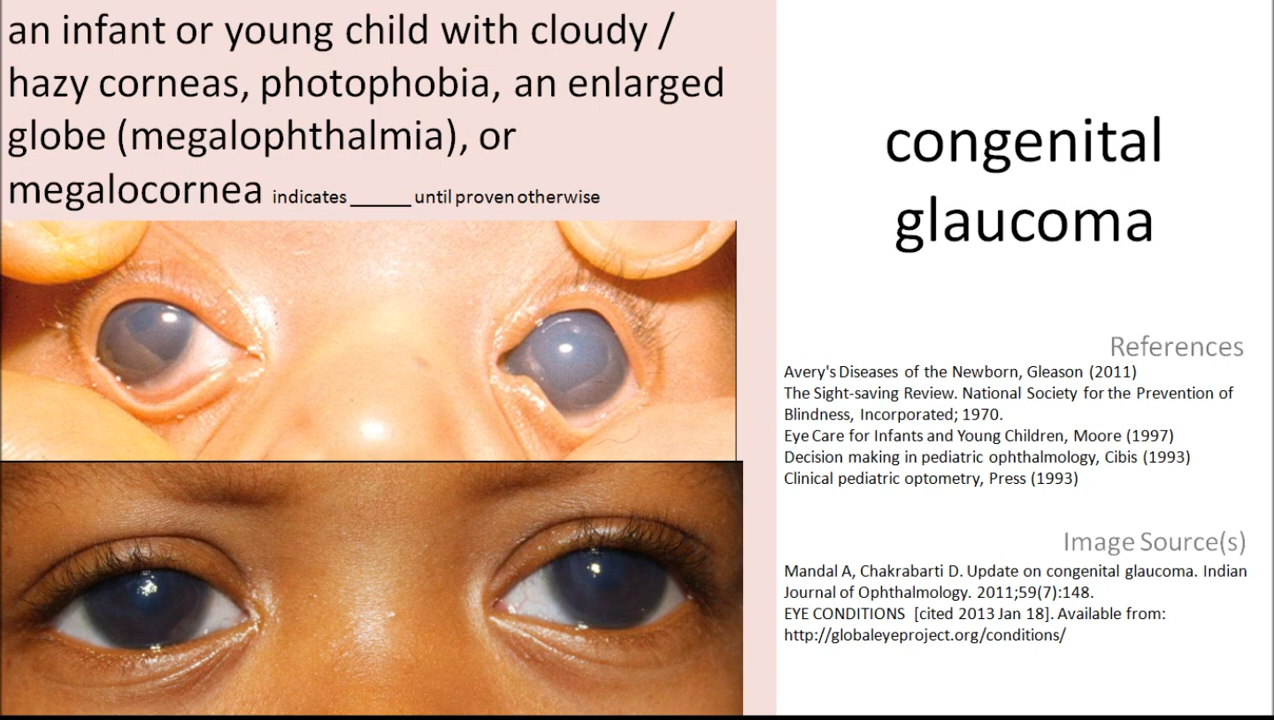 an infant or young child with cloudy /
hazy corneas, photophobia, an enlarged
globe (megalophthalmia), or
megalocornea indicates ______ until proven otherwise
congenital
glaucoma
References
Avery's Diseases of the Newborn, Gleason (2011)
The Sight-saving Review. National Society for the Prevention of
Blindness, Incorporated; 1970.
Eye Care for Infants and Young Children, Moore (1997)
Decision making in pediatric ophthalmology, Cibis (1993)
Clinical pediatric optometry, Press (1993)
Image Source(s)
Mandal A, Chakrabarti D. Update on congenital glaucoma. Indian
Journal of Ophthalmology. 2011;59(7):148.
EYE CONDITIONS [cited 2013 Jan 18]. Available from:
http://globaleyeproject.org/conditions/